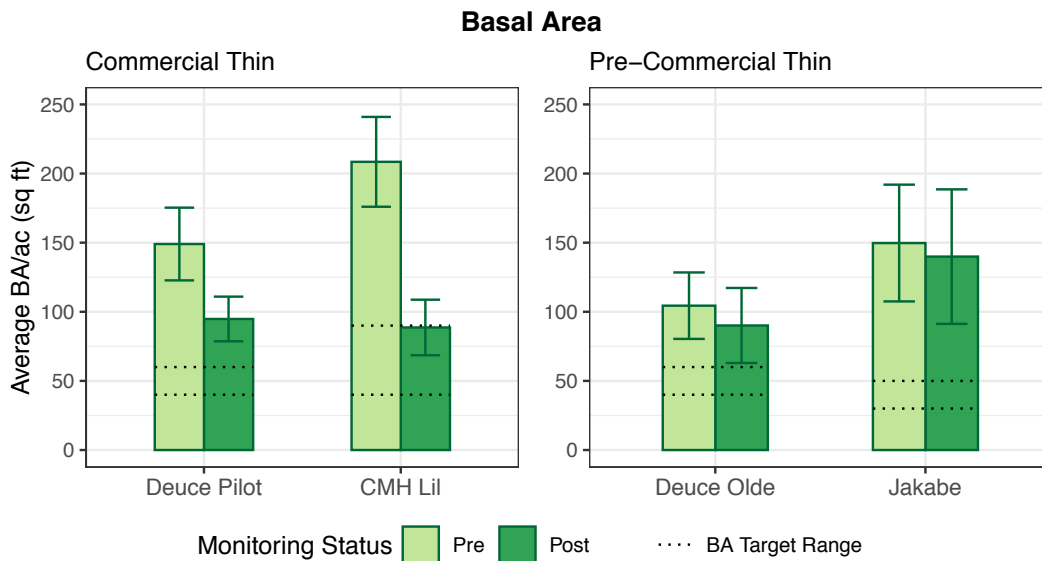 Basal Area
Commercial Thin
Pre−Commercial Thin
Average BA/ac (sq ft)
250
200
150
100
50
0
Deuce Pilot
CMH Lil
250
200
150
100
50
0
Deuce Olde
Jakabe
Monitoring Status Pre Post BA Target Range